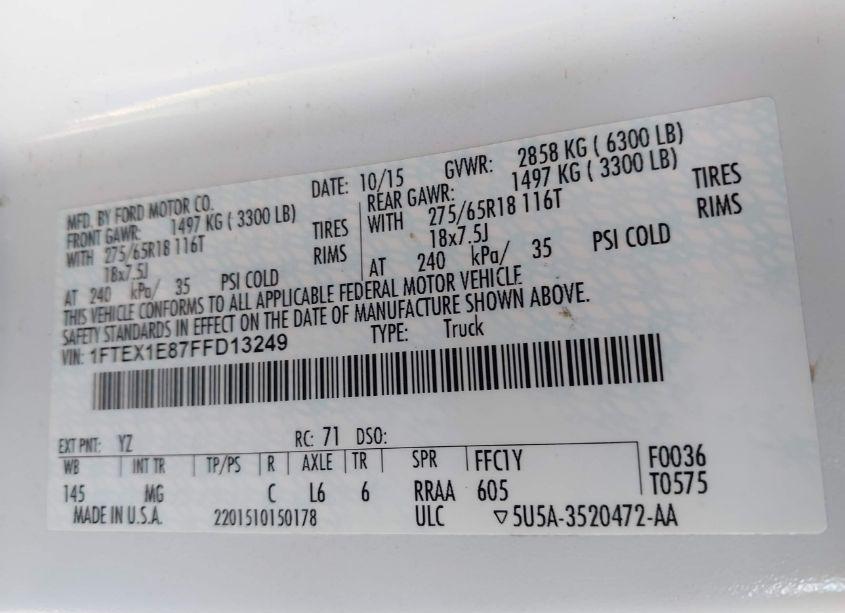 MFD. BY FORD MOTOR CO.
DATE: 10/15 GVWR: 2858 KG ( 6300 LB)
FRONT GAWR: 1497 KG ( 3300 LB)
WITH 275/65R18 116T TIRES
18x7.5J RIMS
AT 240 kPa/ 35 PSI COLD
REAR GAWR: 1497 KG ( 3300 LB)
WITH 275/65R18 116T TIRES
18x7.5J RIMS
AT 240 kPa/ 35 PSI COLD
THIS VEHICLE CONFORMS TO ALL APPLICABLE FEDERAL MOTOR VEHICLE
SAFETY STANDARDS IN EFFECT ON THE DATE OF MANUFACTURE SHOWN ABOVE.
VIN: 1FTEX1E87FFD13249 TYPE: Truck
EXT PNT: YZ RC: 71 DSO:
WB INT TR TP/PS R AXLE TR SPR FFC1Y F0036
145 MG C L6 6 RRAA 605 T0575
MADE IN U.S.A. 2201510150178 ULC ▽5U5A-3520472-AA